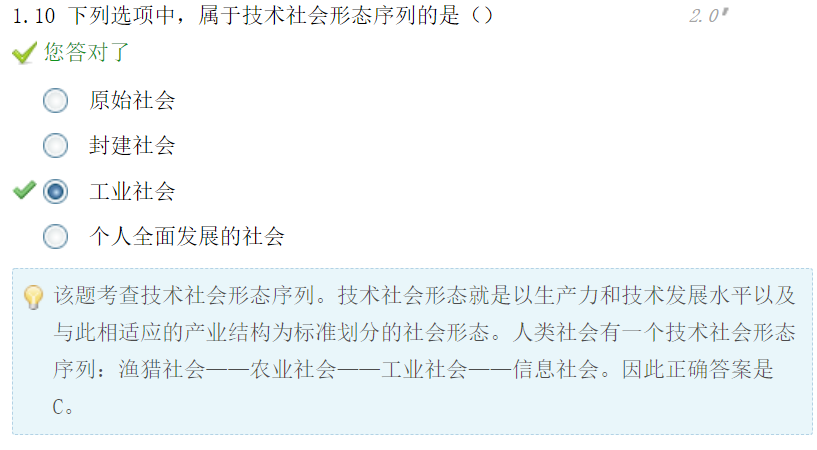 1.10 下列选项中，属于技术社会形态序列的是（） 2.0'
您答对了
原始社会
封建社会
工业社会
个人全面发展的社会
该题考查技术社会形态序列。技术社会形态就是以生产力和技术发展水平以及
与此相适应的产业结构为标准划分的社会形态。人类社会有一个技术社会形态
序列：渔猎社会——农业社会——工业社会——信息社会。因此正确答案是
C。